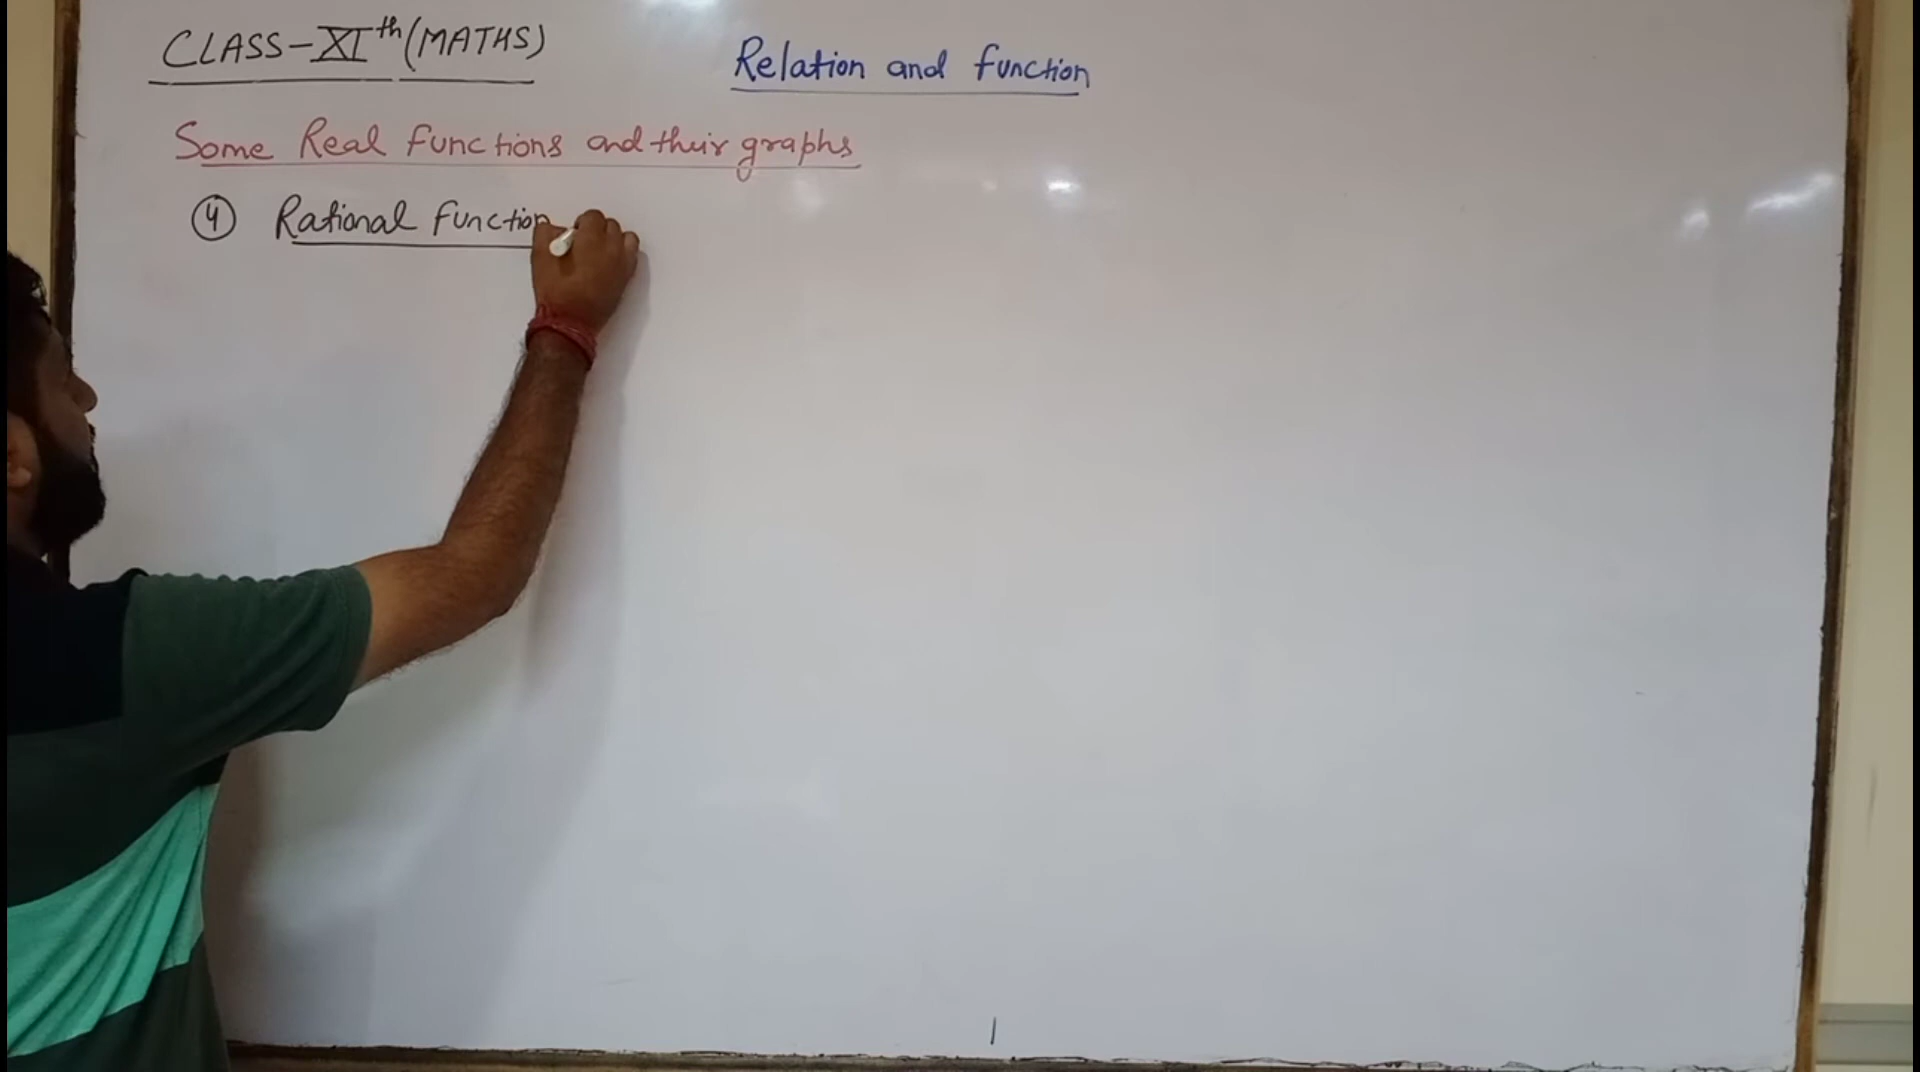 CLASS-XIth (MATHS)
Relation and function
Some Real functions and their graphs
④ Rational function